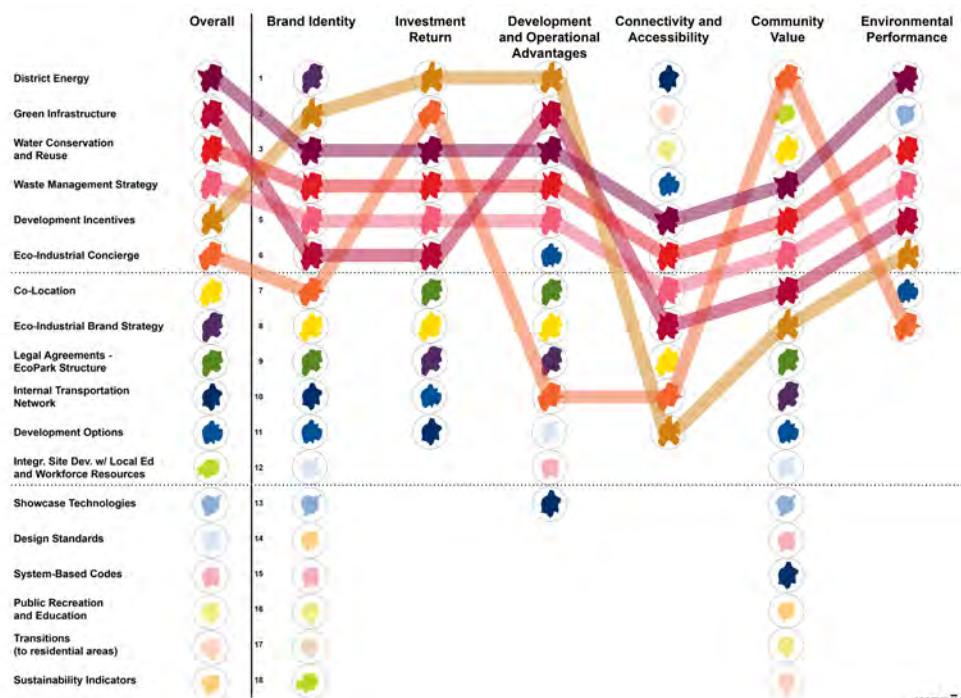 Overall
Brand Identity
Investment
Return
Development
and Operational
Advantages
Connectivity and
Accessibility
Community
Value
Environmental
Performance
District Energy
1
Green Infrastructure
Water Conservation
and Reuse
3
Waste Management Strategy
Development Incentives
5
Eco-Industrial Concierge
6
Co-Location
7
Eco-Industrial Brand Strategy
8
Legal Agreements -
EcoPark Structure
9
Internal Transportation
Network
10
Development Options
11
Integr. Site Dev. w/ Local Ed
and Workforce Resources
12
Showcase Technologies
13
Design Standards
14
System-Based Codes
15
Public Recreation
and Education
16
Transitions
(to residential areas)
17
Sustainability Indicators
18